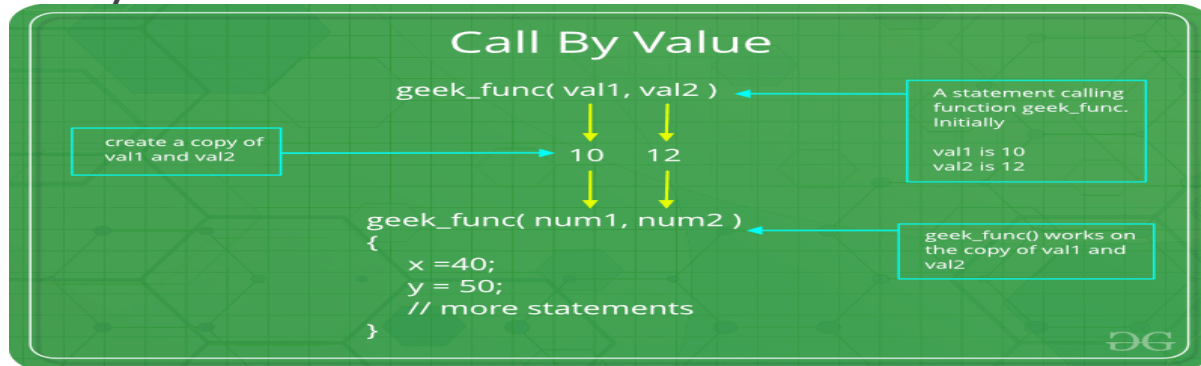 Call By Value
geek_func( val1, val2 )
A statement calling
function geek_func.
Initially
val1 is 10
val2 is 12
create a copy of
val1 and val2
10 12
geek_func( num1, num2 )
{
x =40;
y = 50;
// more statements
}
geek_func() works on
the copy of val1 and
val2